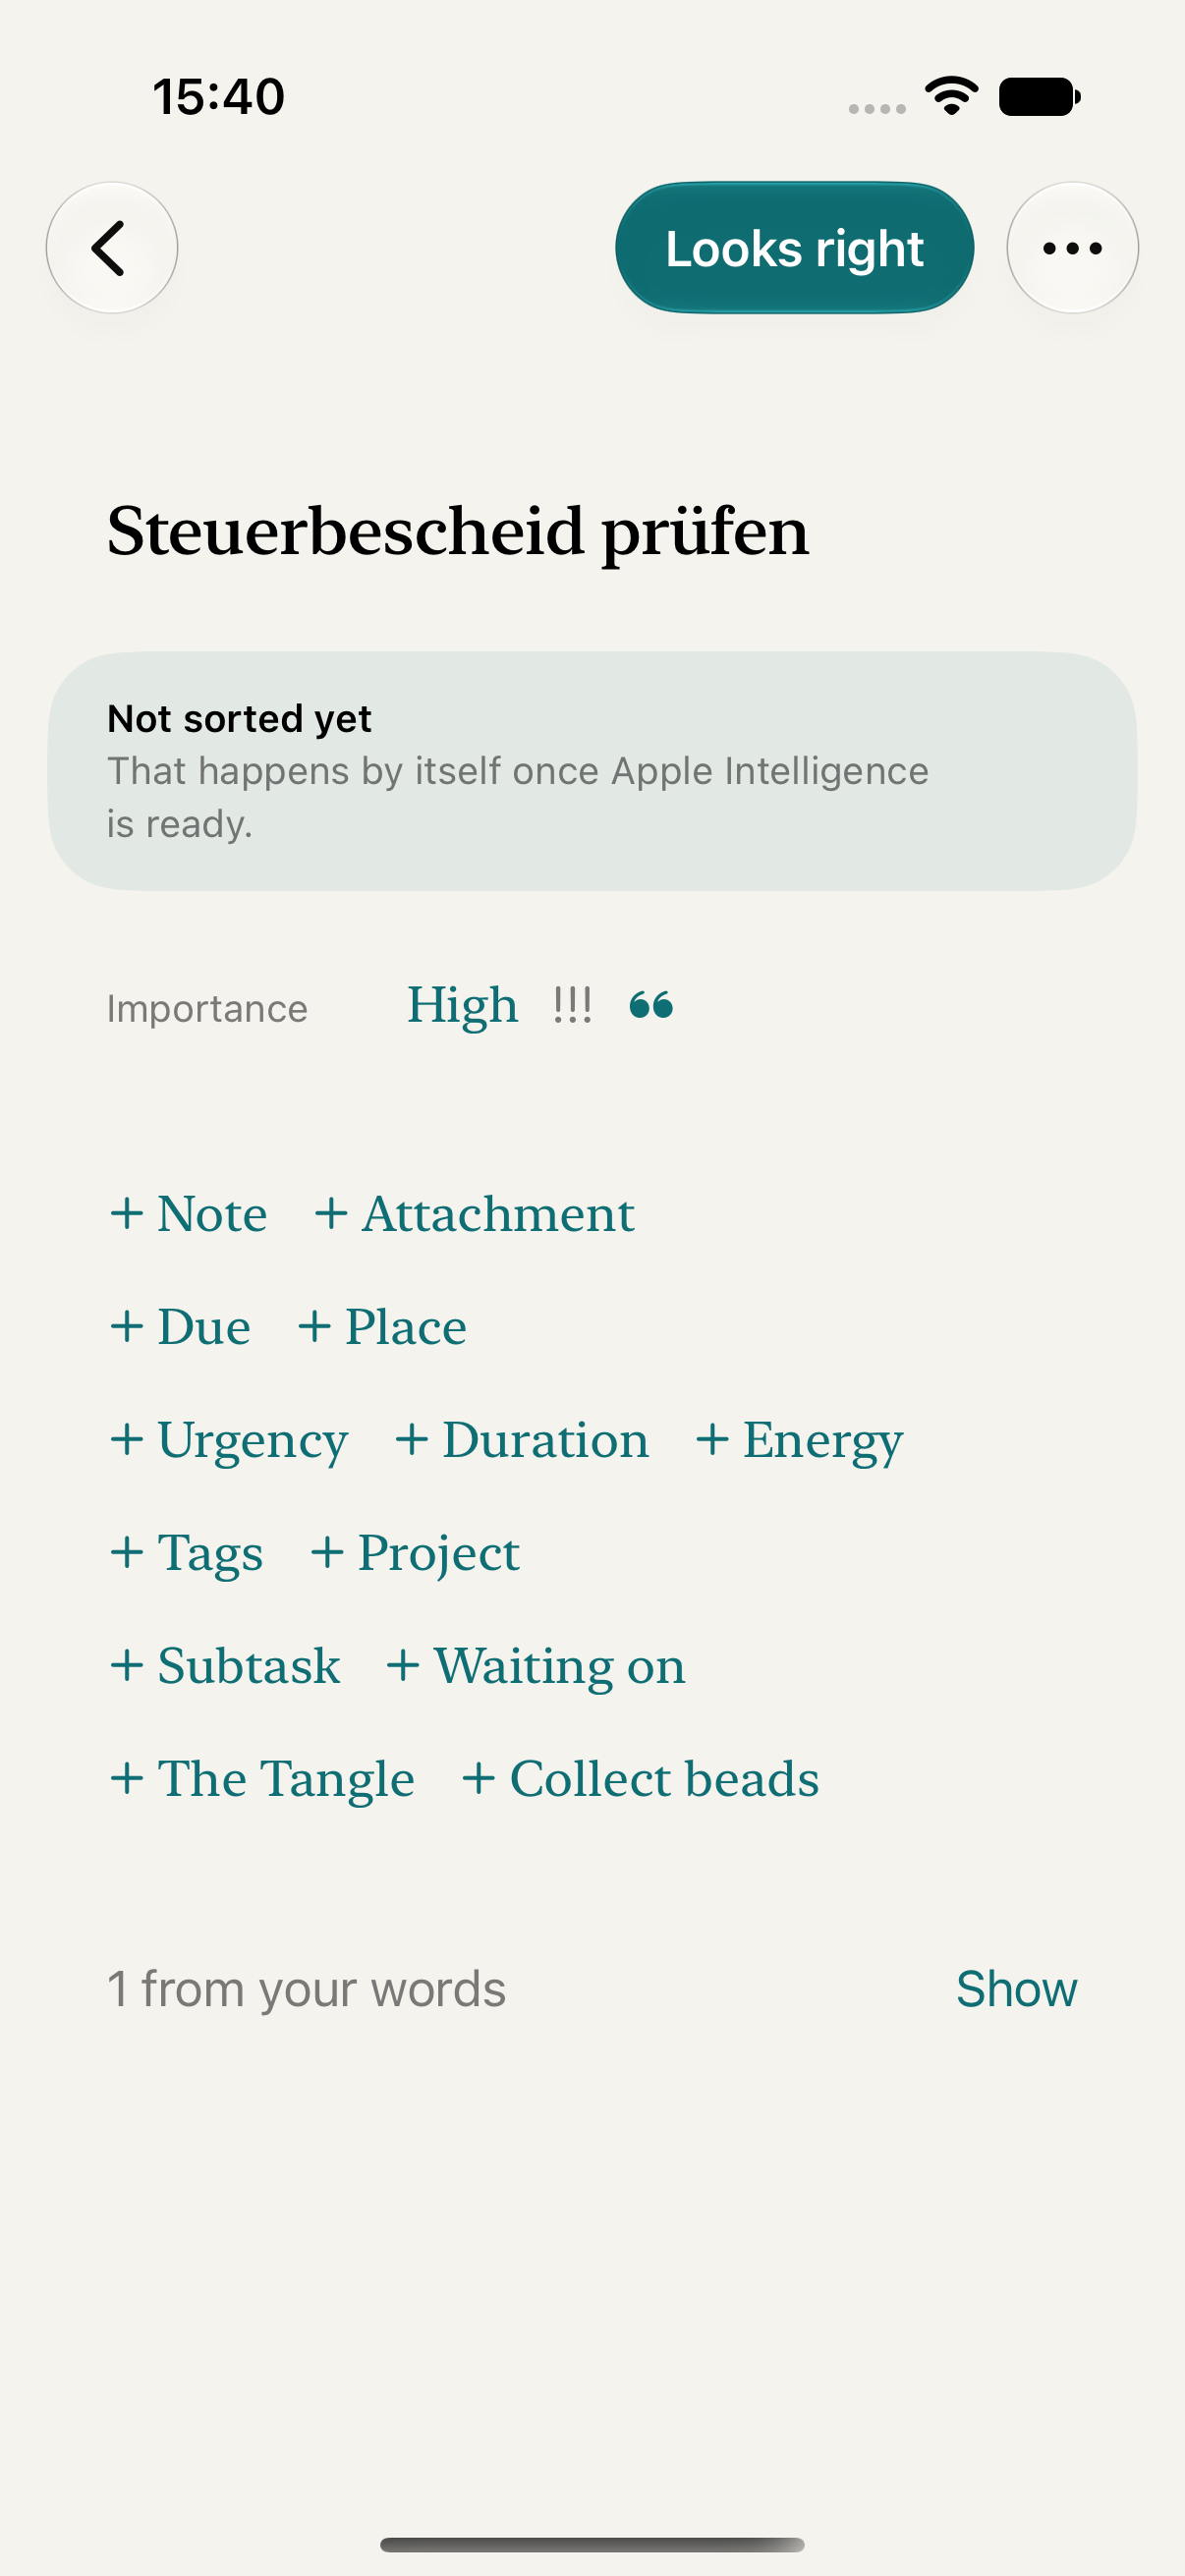 15:40
Looks right
Steuerbescheid prüfen
Not sorted yet
That happens by itself once Apple Intelligence
is ready.
Importance High !!! ❝
+ Note + Attachment
+ Due + Place
+ Urgency + Duration + Energy
+ Tags + Project
+ Subtask + Waiting on
+ The Tangle + Collect beads
1 from your words Show